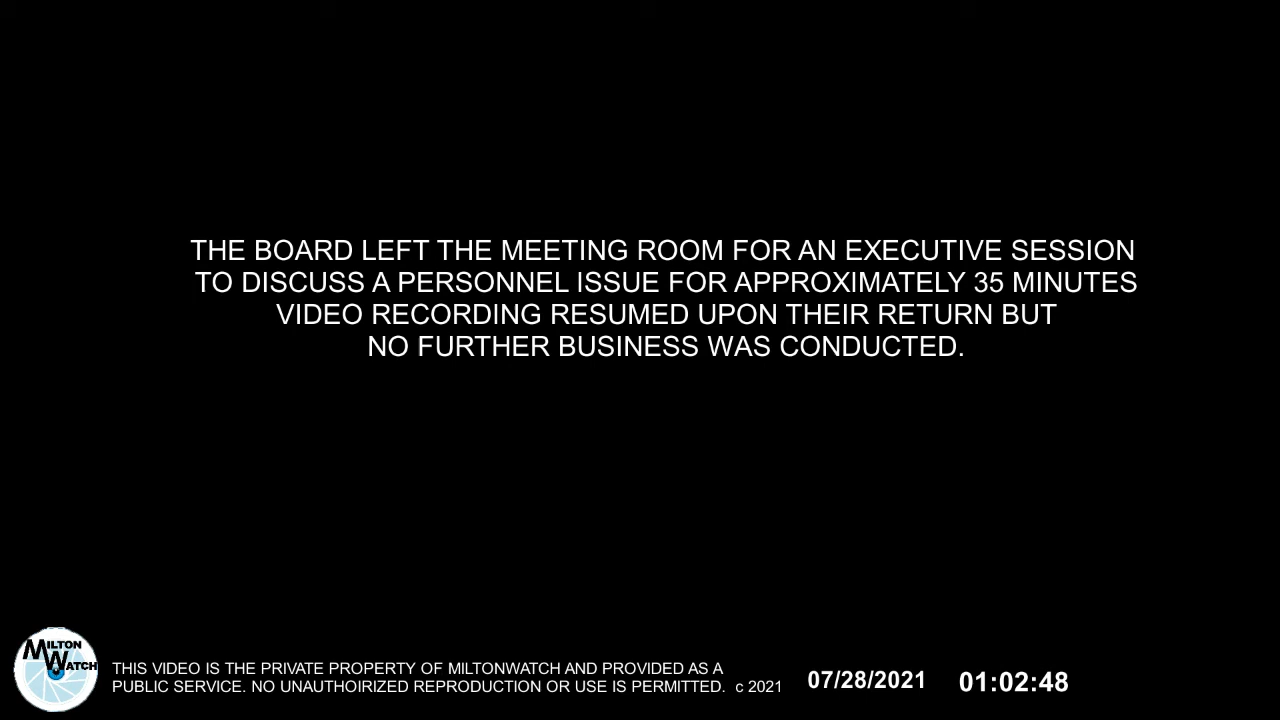 THE BOARD LEFT THE MEETING ROOM FOR AN EXECUTIVE SESSION
TO DISCUSS A PERSONNEL ISSUE FOR APPROXIMATELY 35 MINUTES
VIDEO RECORDING RESUMED UPON THEIR RETURN BUT
NO FURTHER BUSINESS WAS CONDUCTED.
MILTON
WATCH
THIS VIDEO IS THE PRIVATE PROPERTY OF MILTONWATCH AND PROVIDED AS A
PUBLIC SERVICE. NO UNAUTHOIRIZED REPRODUCTION OR USE IS PERMITTED. c 2021
07/28/2021
01:02:48